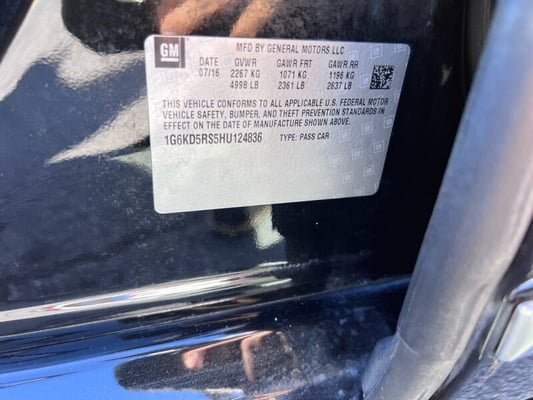 GM
MFD BY GENERAL MOTORS LLC
DATE GVWR GAWR FRT GAWR RR
07/16 2267 KG 1071 KG 1196 KG
4998 LB 2361 LB 2637 LB
THIS VEHICLE CONFORMS TO ALL APPLICABLE U.S. FEDERAL MOTOR
VEHICLE SAFETY, BUMPER, AND THEFT PREVENTION STANDARDS IN
EFFECT ON THE DATE OF MANUFACTURE SHOWN ABOVE.
1G6KD5RS5HU124836 TYPE: PASS CAR